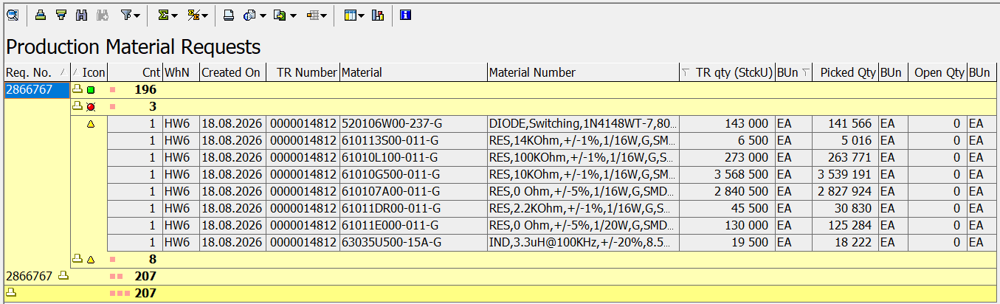 Production Material Requests
Req. No. Icon Cnt WhN Created On TR Number Material Material Number TR qty (StckU) BUn Picked Qty BUn Open Qty BUn
2866767 196
3
1 HW6 18.08.2026 0000014812 520106W00-237-G DIODE,Switching,1N4148WT-7,80... 143 000 EA 141 566 EA 0 EA
1 HW6 18.08.2026 0000014812 610113S00-011-G RES,14KOhm,+/-1%,1/16W,G,SM... 6 500 EA 5 016 EA 0 EA
1 HW6 18.08.2026 0000014812 61010L100-011-G RES,100KOhm,+/-1%,1/16W,G,S... 273 000 EA 263 771 EA 0 EA
1 HW6 18.08.2026 0000014812 61010G500-011-G RES,10KOhm,+/-1%,1/16W,G,SM... 3 568 500 EA 3 539 191 EA 0 EA
1 HW6 18.08.2026 0000014812 610107A00-011-G RES,0 Ohm,+/-5%,1/16W,G,SMD... 2 840 500 EA 2 827 924 EA 0 EA
1 HW6 18.08.2026 0000014812 61011DR00-011-G RES,2.2KOhm,+/-1%,1/16W,G,S... 45 500 EA 30 830 EA 0 EA
1 HW6 18.08.2026 0000014812 61011E000-011-G RES,0 Ohm,+/-5%,1/20W,G,SMD... 130 000 EA 125 284 EA 0 EA
1 HW6 18.08.2026 0000014812 63035U500-15A-G IND,3.3uH@100KHz,+/-20%,8.5... 19 500 EA 18 222 EA 0 EA
8
2866767 207
207